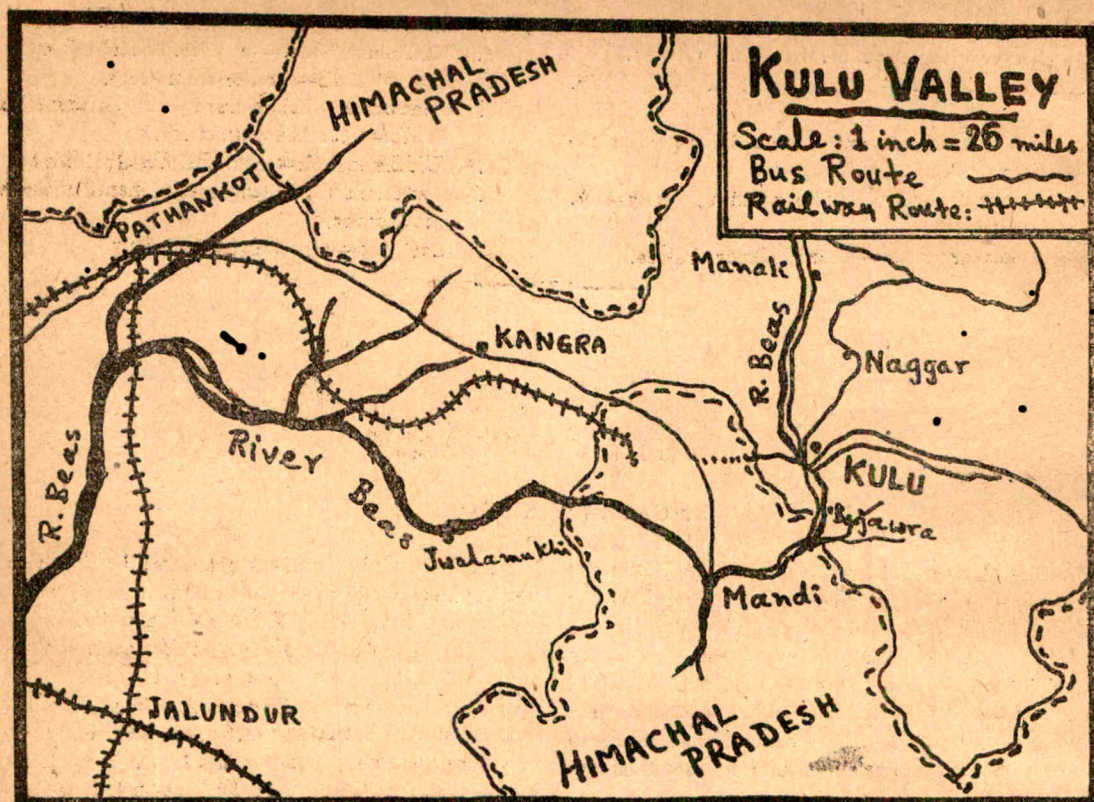 KULU VALLEY
Scale: 1 inch = 26 miles
Bus Route
Railway Route:
HIMACHAL
PRADESH
PATHANKOT
Manali
R. Beas
KANGRA
Naggar
R. Beas
River
Beas
KULU
Jwalamukhi
Bajawra
Mandi
JALUNDUR
HIMACHAL
PRADESH